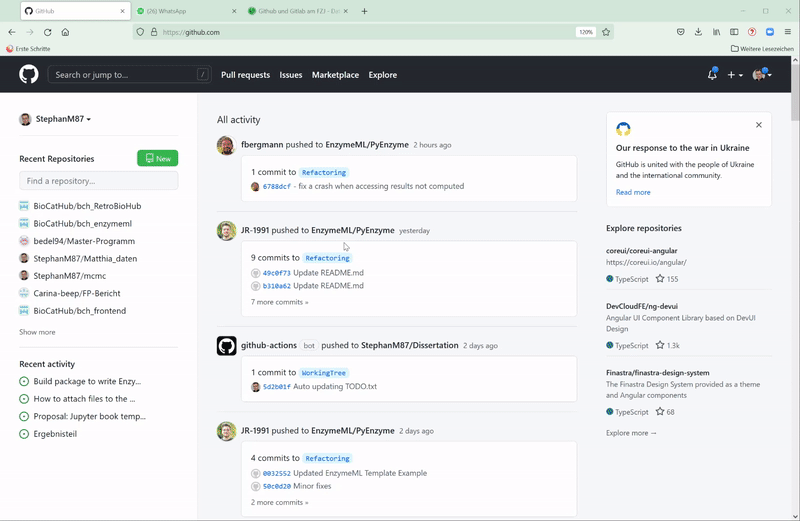 GitHub
(26) WhatsApp
Github und Gitlab am FZJ
https://github.com
120%
Erste Schritte
Weitere Lesezeichen
Search or jump to...
/
Pull requests
Issues
Marketplace
Explore
StephanM87
Recent Repositories
New
Find a repository...
BioCatHub/bch_RetroBioHub
BioCatHub/bch_enzymeml
bedel94/Master-Programm
StephanM87/Matthia_daten
StephanM87/mcmc
Carina-beep/FP-Bericht
BioCatHub/bch_frontend
Show more
Recent activity
Build package to write Enzy...
How to attach files to the ...
Proposal: Jupyter book temp...
Ergebnisteil
All activity
fbergmann pushed to EnzymeML/PyEnzyme 2 hours ago
1 commit to Refactoring
6788dcf - fix a crash when accessing results not computed
JR-1991 pushed to EnzymeML/PyEnzyme yesterday
9 commits to Refactoring
49c0f73 Update README.md
b310a62 Update README.md
7 more commits »
github-actions bot pushed to StephanM87/Dissertation 2 days ago
1 commit to WorkingTree
5d2b01f Auto updating TODO.txt
JR-1991 pushed to EnzymeML/PyEnzyme 2 days ago
4 commits to Refactoring
0032552 Updated EnzymeML Template Example
50c0d20 Minor fixes
2 more commits »
Our response to the war in Ukraine
GitHub is united with the people of Ukraine
and the international community.
Read more
Explore repositories
coreui/coreui-angular
https://coreui.io/angular/
TypeScript 155
DevCloudFE/ng-devui
Angular UI Component Library based on DevUI
Design
TypeScript 1.3k
Finastra/finastra-design-system
The Finastra Design System provided as a theme
and Angular components
TypeScript 68
Explore more →